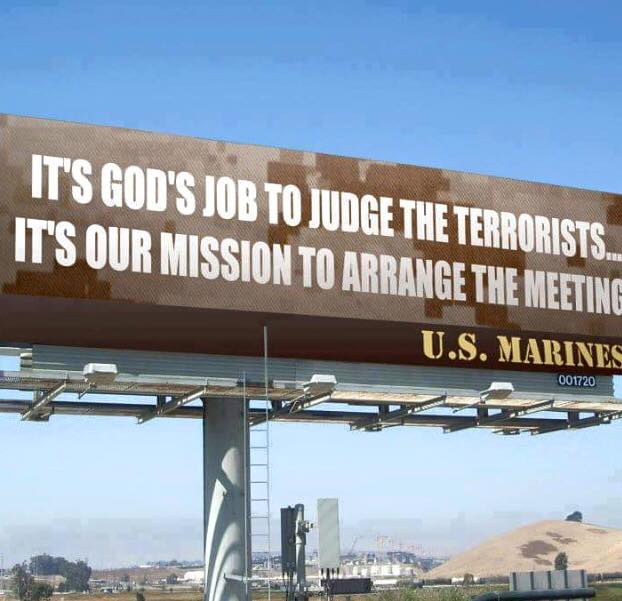 IT'S GOD'S JOB TO JUDGE THE TERRORISTS...
IT'S OUR MISSION TO ARRANGE THE MEETING
U.S. MARINES
001720